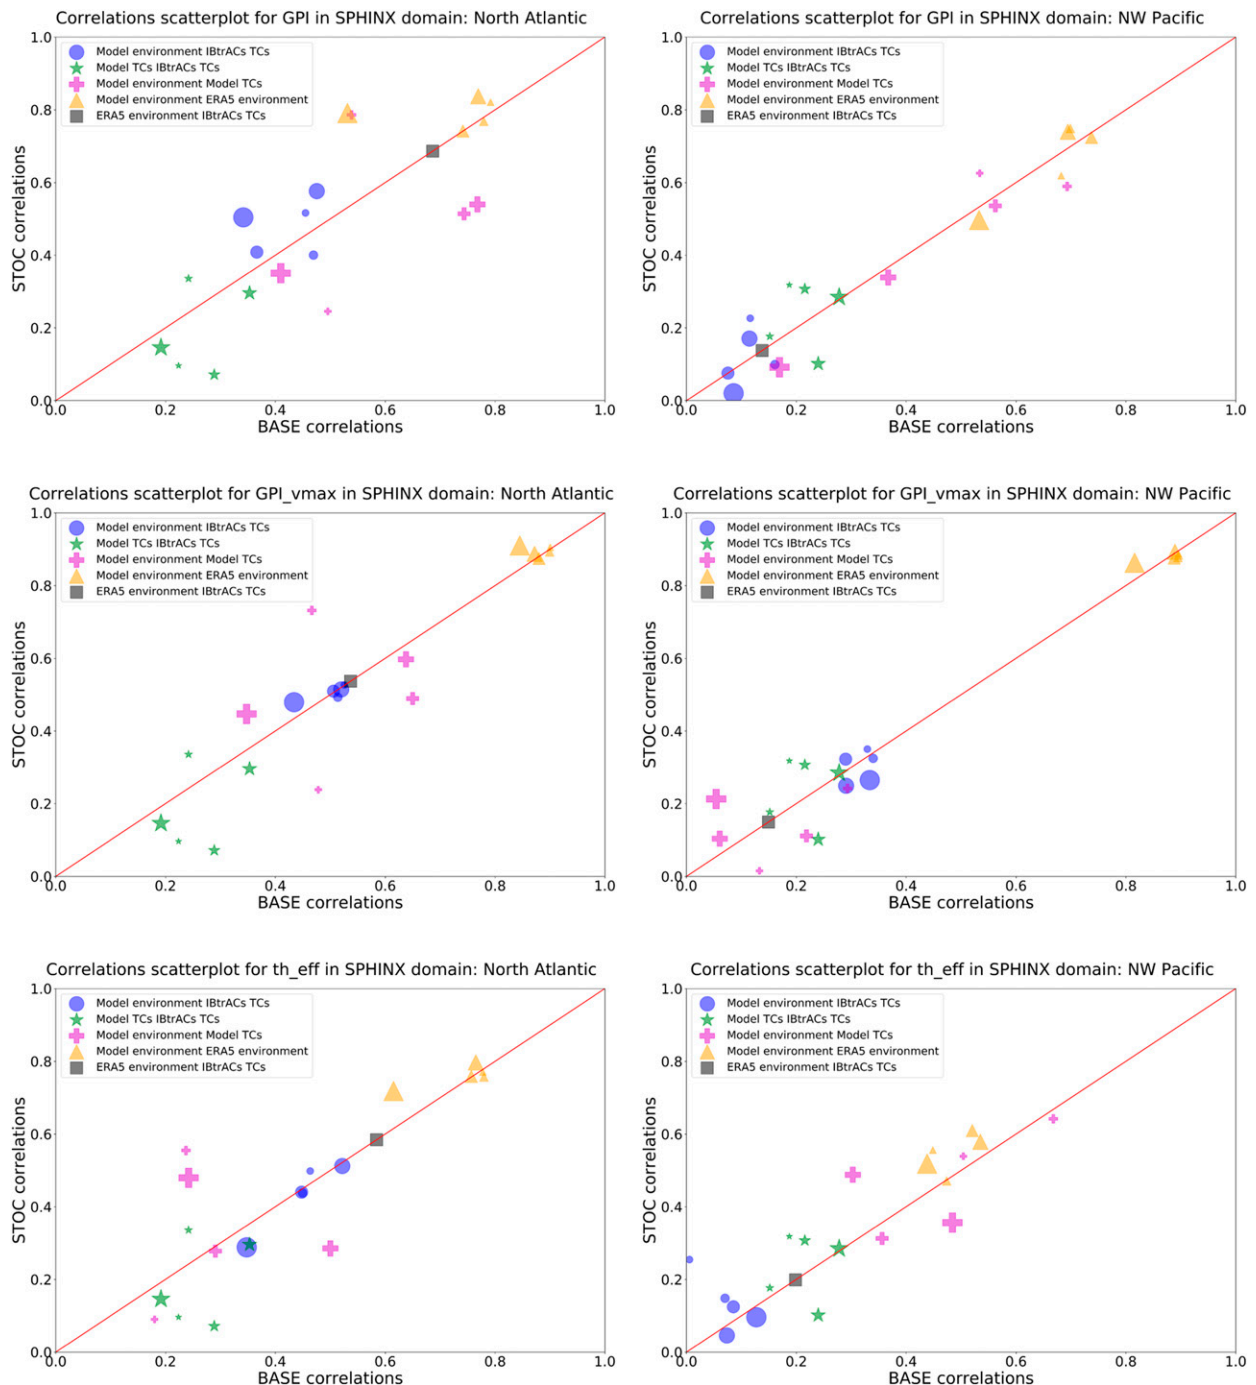 Correlations scatterplot for GPI in SPHINX domain: North Atlantic
1.0
0.8
0.6
0.4
0.2
0.0
STOC correlations
Model environment IBtrACs TCs
Model TCs IBtrACs TCs
Model environment Model TCs
Model environment ERA5 environment
ERA5 environment IBtrACs TCs
0.0
0.2
0.4
0.6
0.8
1.0
BASE correlations
Correlations scatterplot for GPI in SPHINX domain: NW Pacific
1.0
0.8
0.6
0.4
0.2
0.0
STOC correlations
Model environment IBtrACs TCs
Model TCs IBtrACs TCs
Model environment Model TCs
Model environment ERA5 environment
ERA5 environment IBtrACs TCs
0.0
0.2
0.4
0.6
0.8
1.0
BASE correlations
Correlations scatterplot for GPI_vmax in SPHINX domain: North Atlantic
1.0
0.8
0.6
0.4
0.2
0.0
STOC correlations
Model environment IBtrACs TCs
Model TCs IBtrACs TCs
Model environment Model TCs
Model environment ERA5 environment
ERA5 environment IBtrACs TCs
0.0
0.2
0.4
0.6
0.8
1.0
BASE correlations
Correlations scatterplot for GPI_vmax in SPHINX domain: NW Pacific
1.0
0.8
0.6
0.4
0.2
0.0
STOC correlations
Model environment IBtrACs TCs
Model TCs IBtrACs TCs
Model environment Model TCs
Model environment ERA5 environment
ERA5 environment IBtrACs TCs
0.0
0.2
0.4
0.6
0.8
1.0
BASE correlations
Correlations scatterplot for th_eff in SPHINX domain: North Atlantic
1.0
0.8
0.6
0.4
0.2
0.0
STOC correlations
Model environment IBtrACs TCs
Model TCs IBtrACs TCs
Model environment Model TCs
Model environment ERA5 environment
ERA5 environment IBtrACs TCs
0.0
0.2
0.4
0.6
0.8
1.0
BASE correlations
Correlations scatterplot for th_eff in SPHINX domain: NW Pacific
1.0
0.8
0.6
0.4
0.2
0.0
STOC correlations
Model environment IBtrACs TCs
Model TCs IBtrACs TCs
Model environment Model TCs
Model environment ERA5 environment
ERA5 environment IBtrACs TCs
0.0
0.2
0.4
0.6
0.8
1.0
BASE correlations